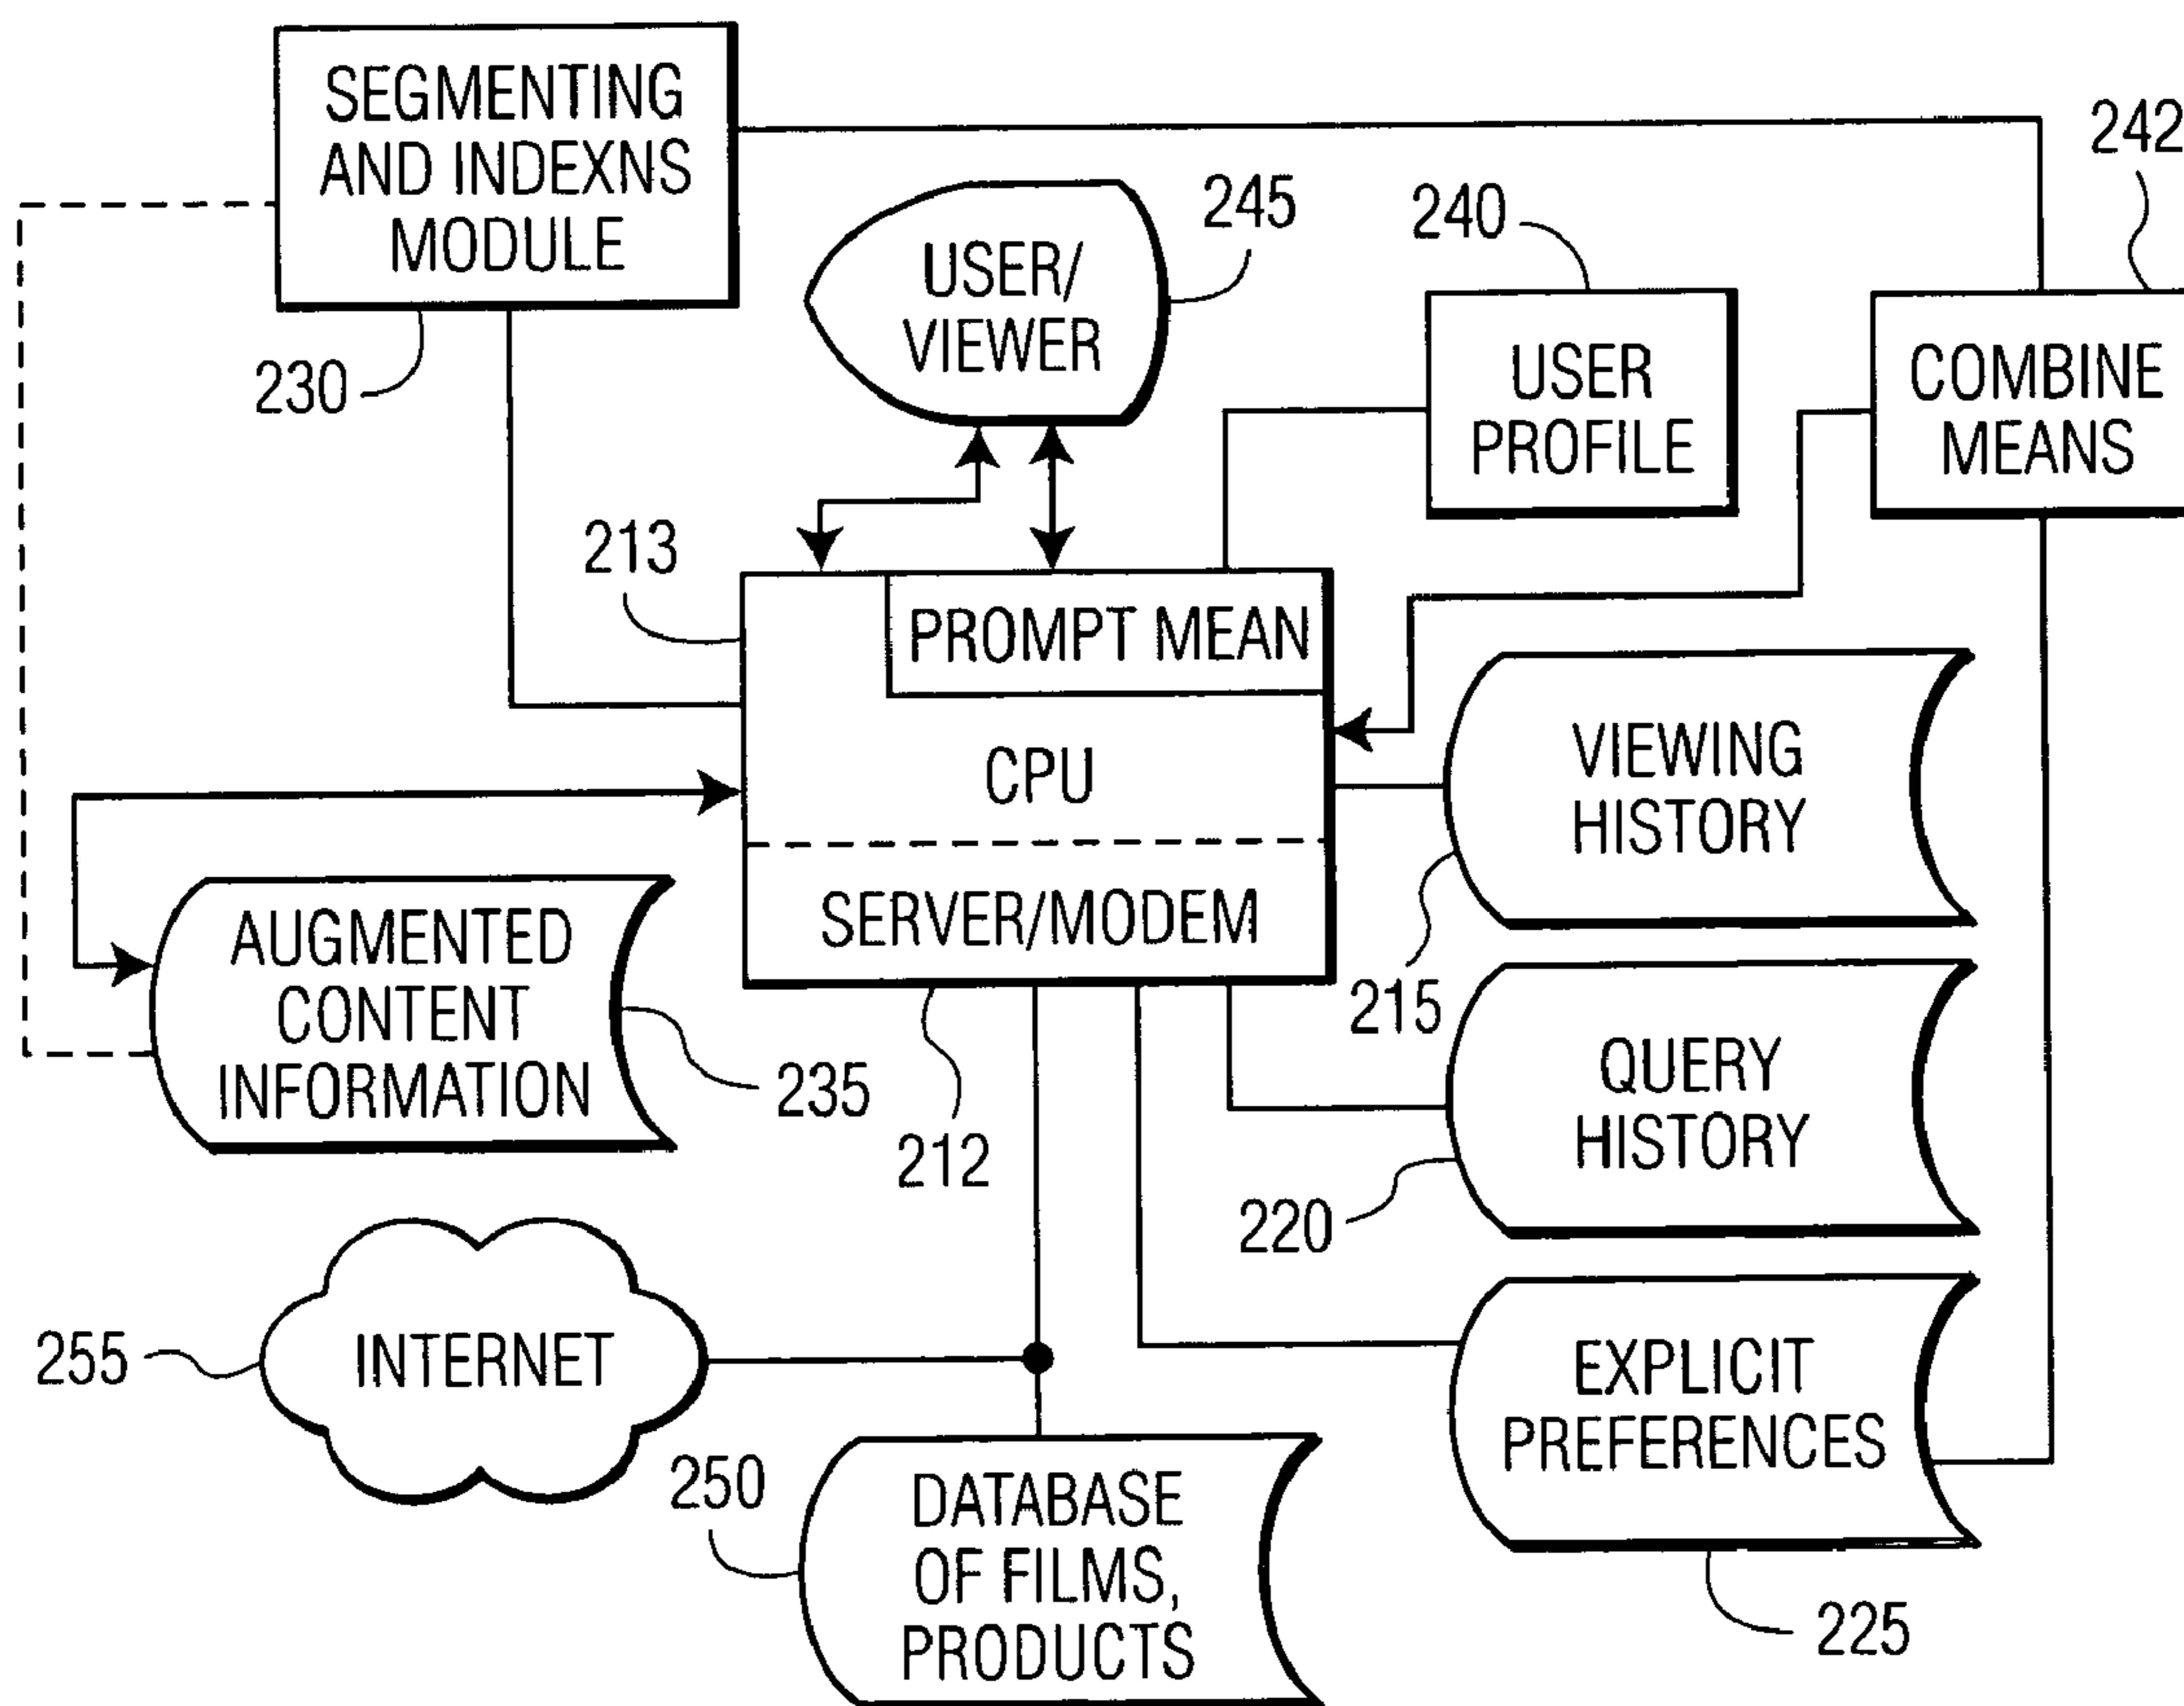 SEGMENTING
AND INDEXNS
MODULE
230
USER/
VIEWER
245
240
USER
PROFILE
242
COMBINE
MEANS
213
PROMPT MEAN
CPU
SERVER/MODEM
212
VIEWING
HISTORY
215
AUGMENTED
CONTENT
INFORMATION
235
QUERY
HISTORY
220
255
INTERNET
EXPLICIT
PREFERENCES
225
250
DATABASE
OF FILMS,
PRODUCTS